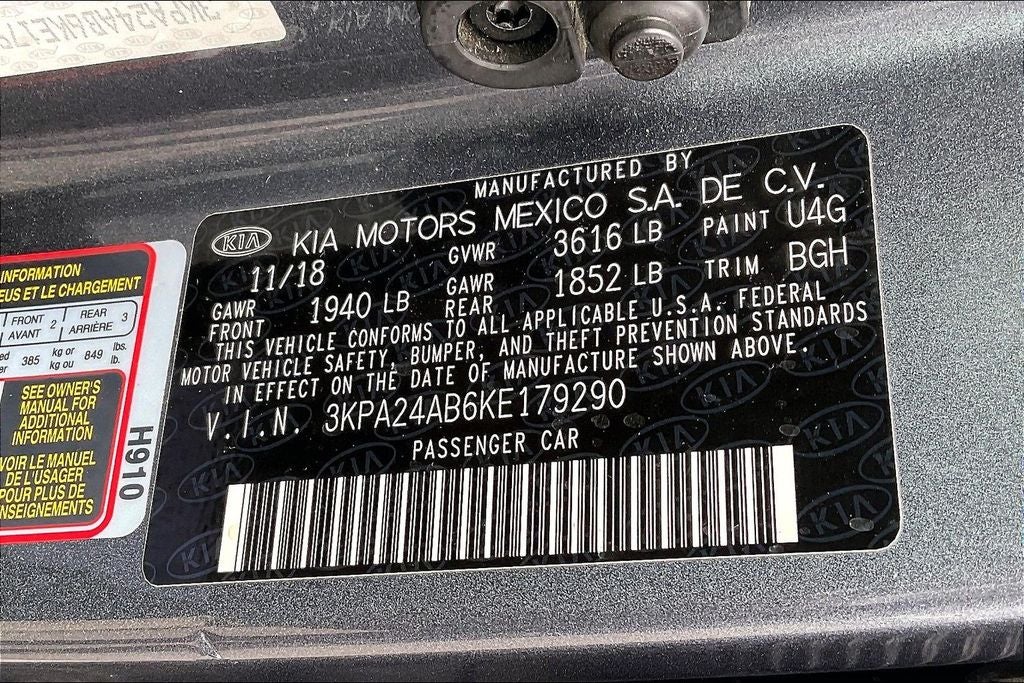 MANUFACTURED BY
KIA KIA MOTORS MEXICO S.A. DE C.V.
11/18 GVWR 3616 LB PAINT U4G
GAWR FRONT 1940 LB GAWR REAR 1852 LB TRIM BGH
THIS VEHICLE CONFORMS TO ALL APPLICABLE U.S.A. FEDERAL
MOTOR VEHICLE SAFETY, BUMPER, AND THEFT PREVENTION STANDARDS
IN EFFECT ON THE DATE OF MANUFACTURE SHOWN ABOVE.
V.I.N. 3KPA24AB6KE179290
PASSENGER CAR
INFORMATION
EUS ET LE CHARGEMENT
FRONT AVANT 2 REAR ARRIÈRE 3
385 kg or kg ou 849 lbs. lb.
SEE OWNER'S
MANUAL FOR
ADDITIONAL
INFORMATION
VOIR LE MANUEL
DE L'USAGER
POUR PLUS DE
NSEIGNEMENTS
H910